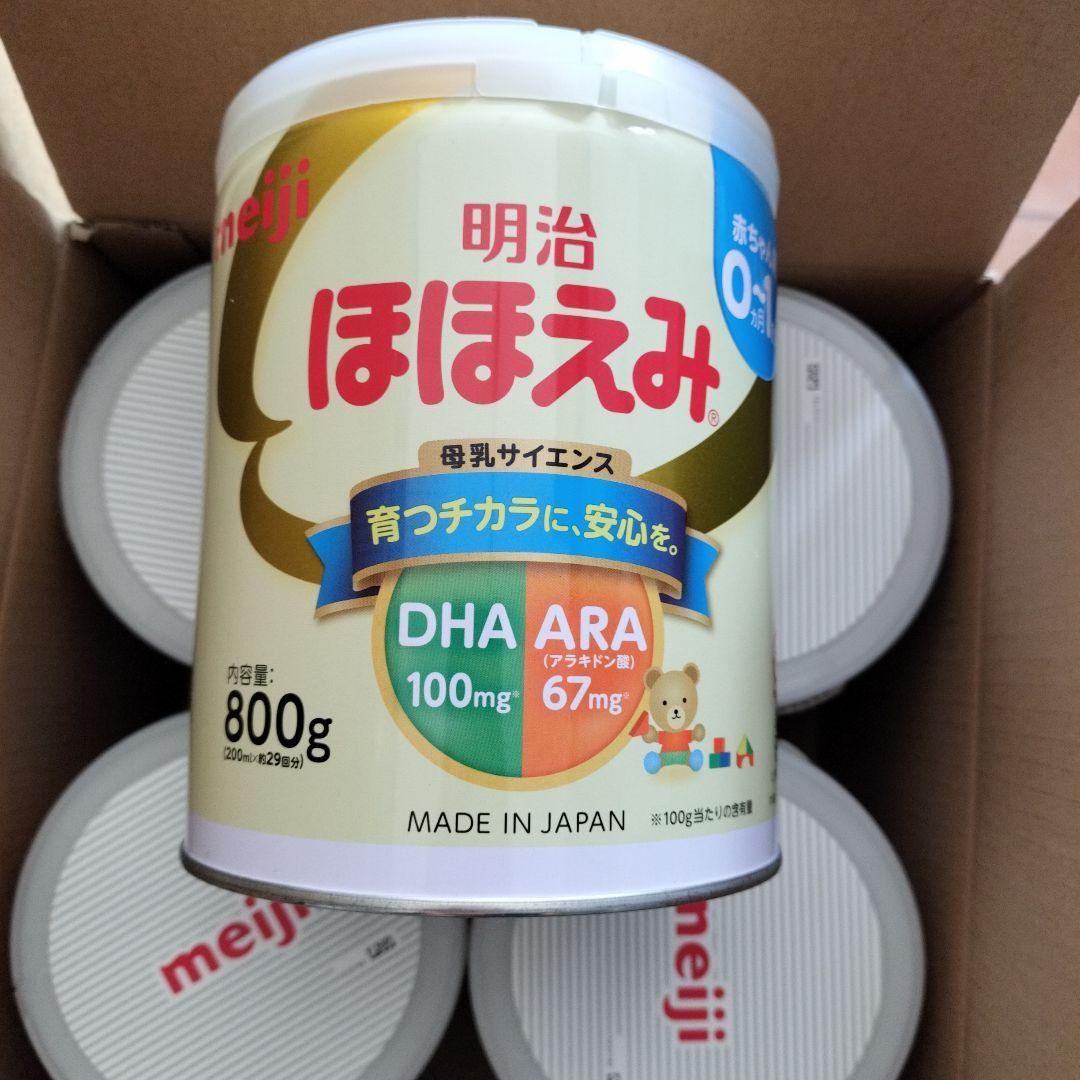 meiji
明治
ほほえみ®
赤ちゃん
0~1
カ月
母乳サイエンス
育つチカラに、安心を。
DHA
100mg※
ARA
(アラキドン酸)
67mg※
内容量:
800g
(200ml×約29回分)
MADE IN JAPAN
※100g当たりの含有量
meiji
meiji